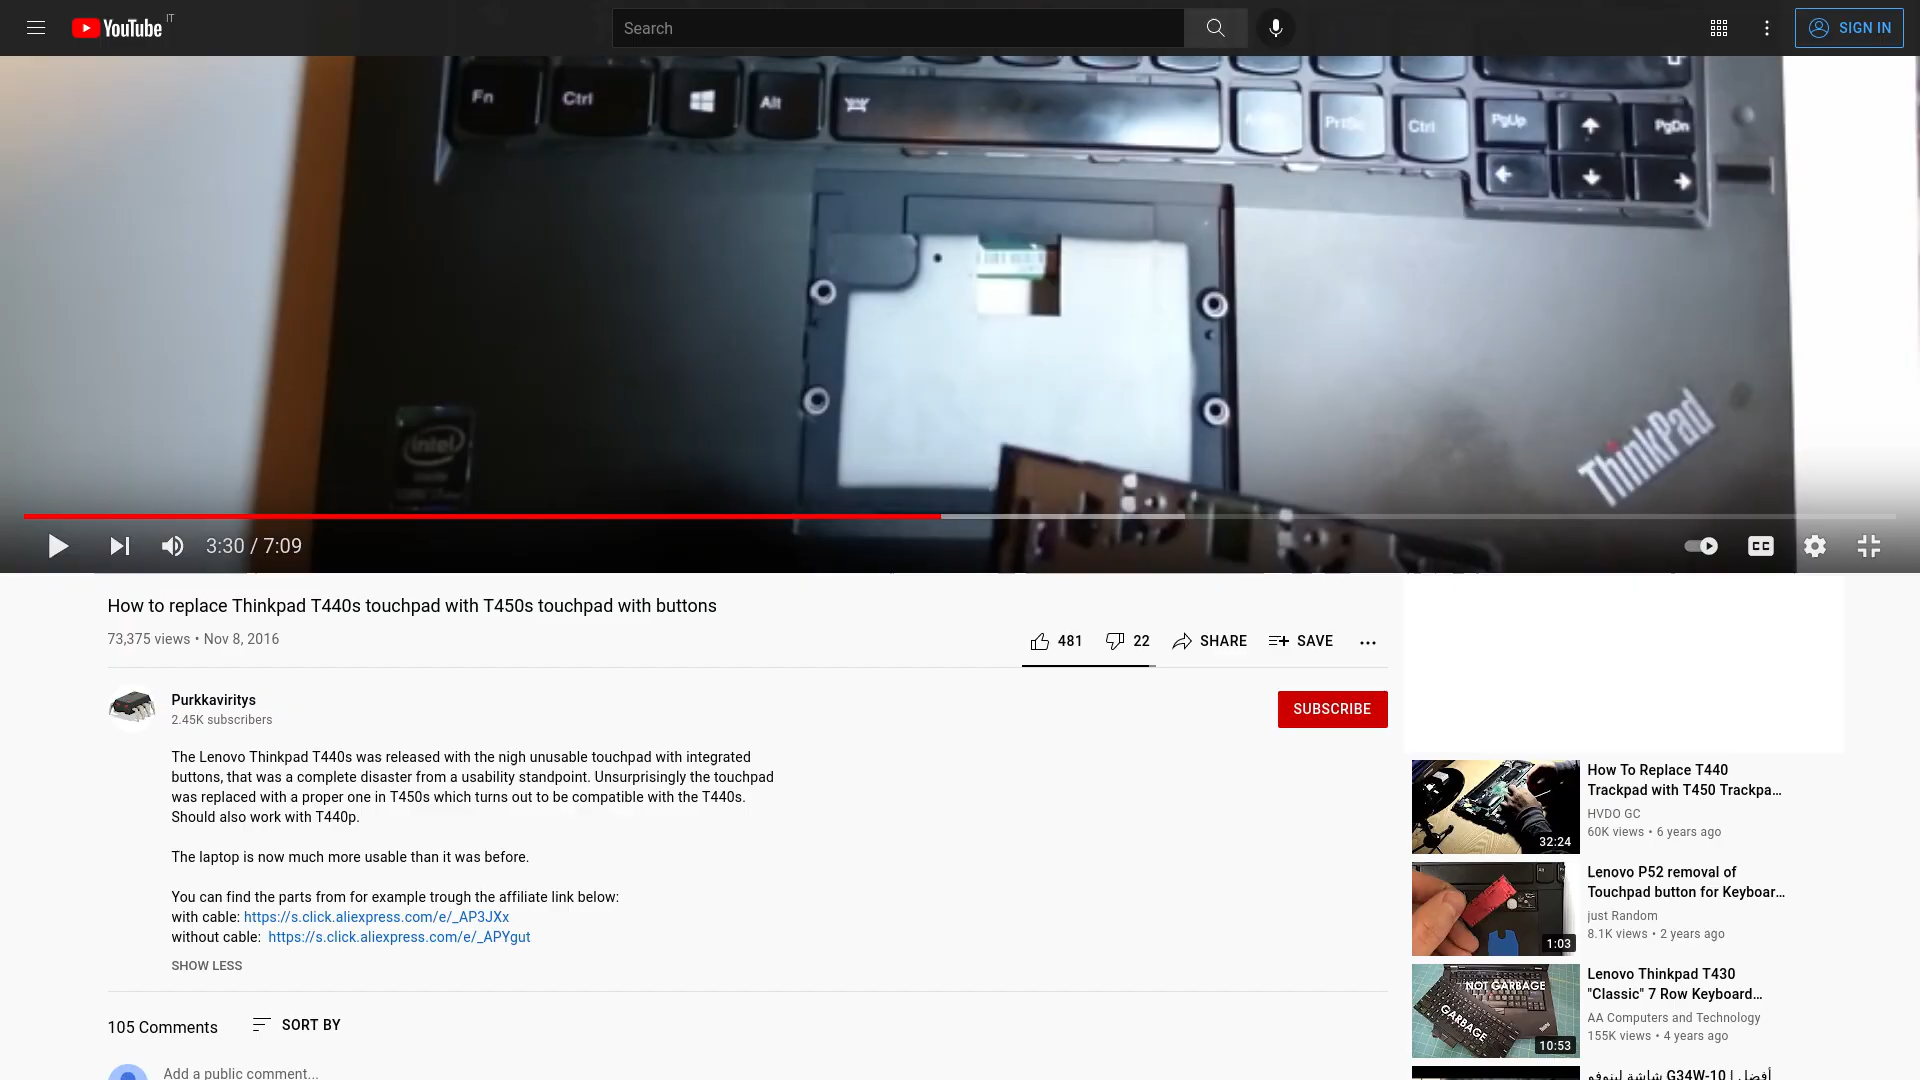 YouTube IT
Search
SIGN IN
Fn
Ctrl
Alt
PrtSc
Ctrl
PgUp
PgDn
intel
ThinkPad
3:30 / 7:09
CC
How to replace Thinkpad T440s touchpad with T450s touchpad with buttons
73,375 views • Nov 8, 2016
481
22
SHARE
SAVE
Purkkaviritys
2.45K subscribers
SUBSCRIBE
The Lenovo Thinkpad T440s was released with the nigh unusable touchpad with integrated
buttons, that was a complete disaster from a usability standpoint. Unsurprisingly the touchpad
was replaced with a proper one in T450s which turns out to be compatible with the T440s.
Should also work with T440p.
The laptop is now much more usable than it was before.
You can find the parts from for example trough the affiliate link below:
with cable: https://s.click.aliexpress.com/e/_AP3JXx
without cable: https://s.click.aliexpress.com/e/_APYgut
SHOW LESS
105 Comments
SORT BY
Add a public comment...
How To Replace T440
Trackpad with T450 Trackpa…
HVDO GC
60K views • 6 years ago
32:24
Lenovo P52 removal of
Touchpad button for Keyboar…
just Random
8.1K views • 2 years ago
1:03
NOT GARBAGE
GARBAGE
10:53
Lenovo Thinkpad T430
"Classic" 7 Row Keyboard…
AA Computers and Technology
155K views • 4 years ago
أفضل | G34W-10 شاشة لينوفو